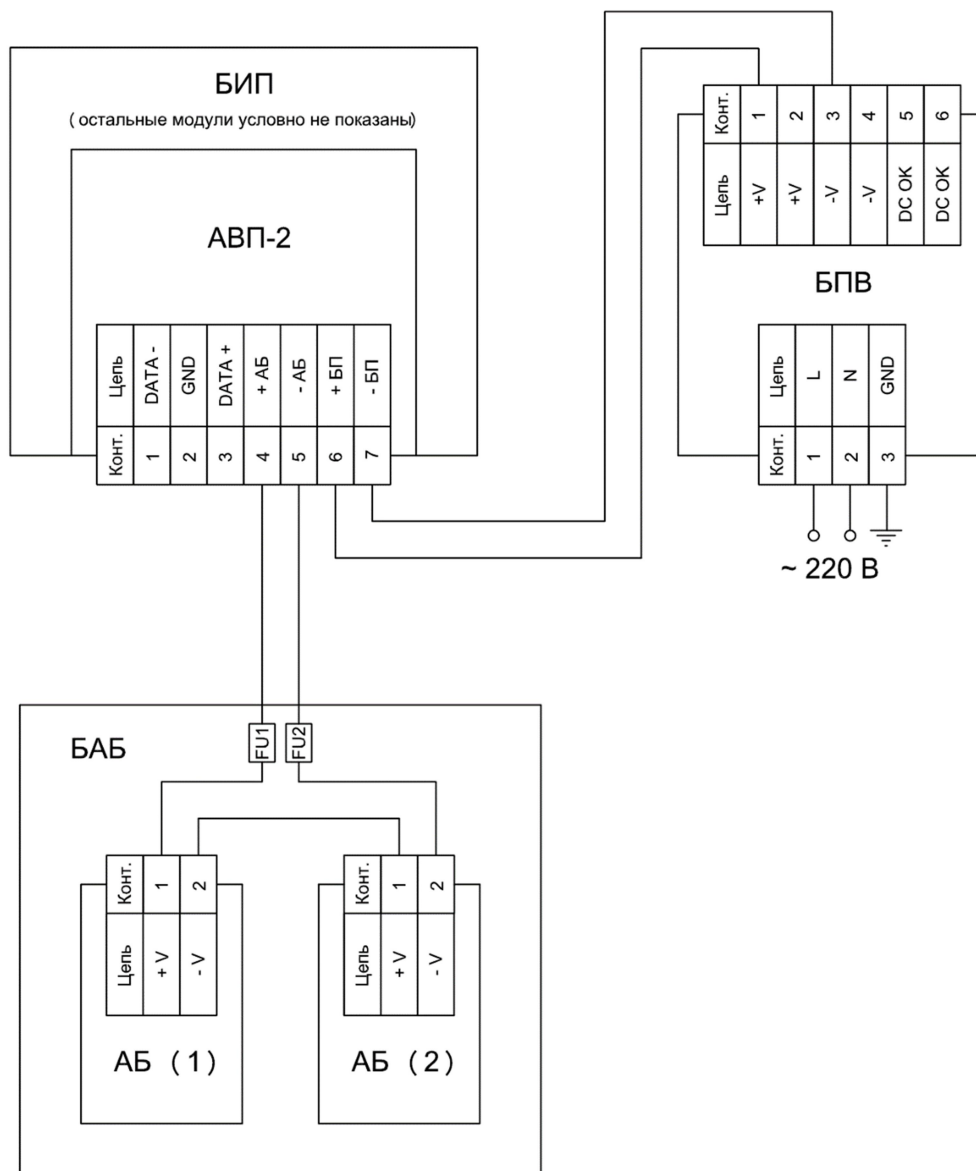 БИП
( остальные модули условно не показаны)
АВП-2
Цепь DATA - GND DATA + + АБ - АБ + БП - БП
Конт. 1 2 3 4 5 6 7
Конт. 1 2 3 4 5 6
Цепь +V +V -V -V DC OK DC OK
БПВ
Цепь L N GND
Конт. 1 2 3
~ 220 В
БАБ
FU1 FU2
Конт. 1 2
Цепь + V - V
АБ ( 1 )
Конт. 1 2
Цепь + V - V
АБ ( 2 )